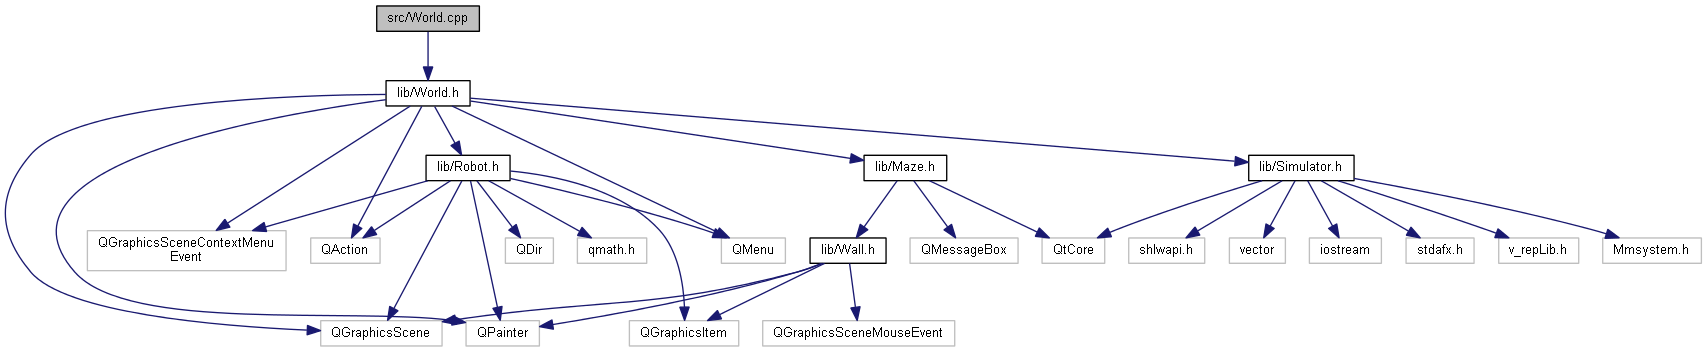 src/World.cpp
lib/World.h
lib/Robot.h
lib/Maze.h
lib/Simulator.h
QGraphicsSceneContextMenu
Event
QAction
QDir
qmath.h
QMenu
lib/Wall.h
QMessageBox
QtCore
shlwapi.h
vector
iostream
stdafx.h
v_repLib.h
Mmsystem.h
QGraphicsScene
QPainter
QGraphicsItem
QGraphicsSceneMouseEvent